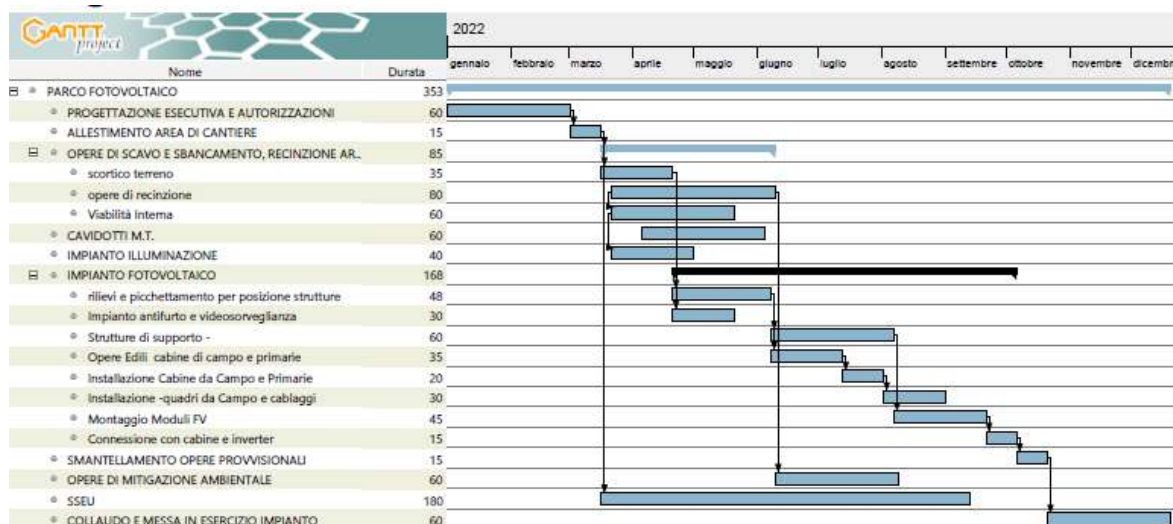 GANTT
project
2022
Nome Durata
gennaio febbraio marzo aprile maggio giugno luglio agosto settembre ottobre novembre dicembr
PARCO FOTOVOLTAICO 353
PROGETTAZIONE ESECUTIVA E AUTORIZZAZIONI 60
ALLESTIMENTO AREA DI CANTIERE 15
OPERE DI SCAVO E SBANCAMENTO, RECINZIONE AR.. 85
scortico terreno 35
opere di recinzione 80
Viabilità Interna 60
CAVIDOTTI M.T. 60
IMPIANTO ILLUMINAZIONE 40
IMPIANTO FOTOVOLTAICO 168
rilievi e picchettamento per posizione strutture 48
Impianto antifurto e videosorveglianza 30
Strutture di supporto - 60
Opere Edili cabine di campo e primarie 35
Installazione Cabine da Campo e Primarie 20
Installazione -quadri da Campo e cablaggi 30
Montaggio Moduli FV 45
Connessione con cabine e inverter 15
SMANTELLAMENTO OPERE PROVVISIONALI 15
OPERE DI MITIGAZIONE AMBIENTALE 60
SSEU 180
COLLAUDO E MESSA IN ESERCIZIO IMPIANTO 60